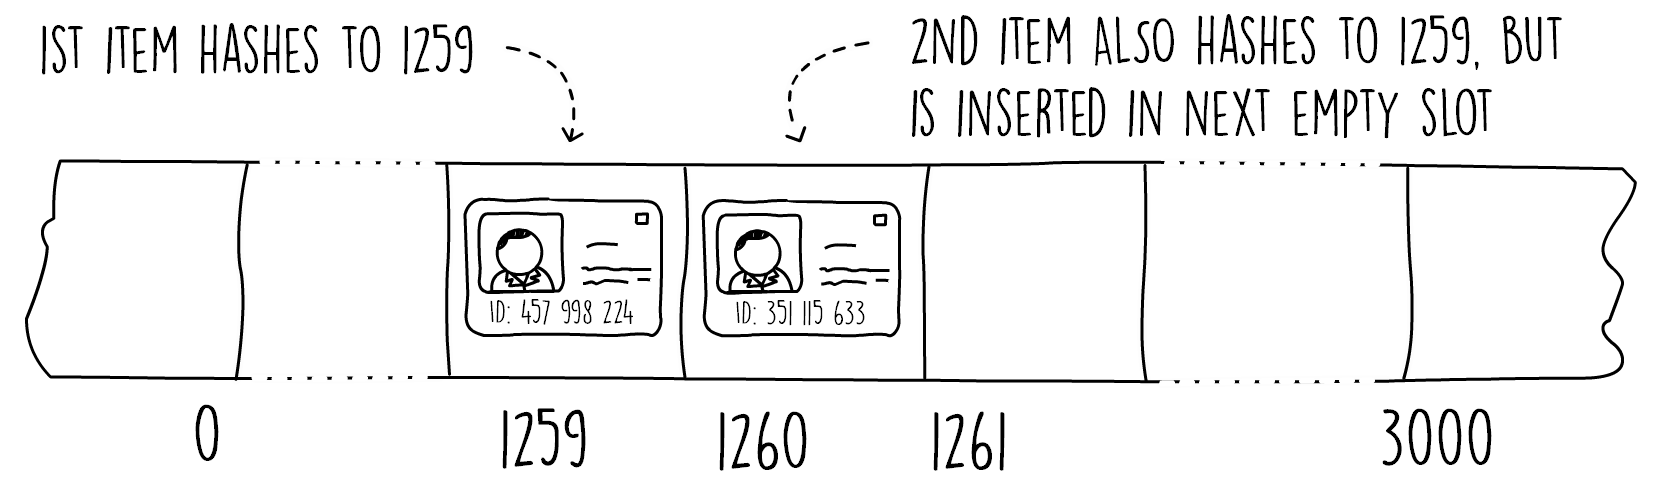 1ST ITEM HASHES TO 1259
2ND ITEM ALSO HASHES TO 1259, BUT
IS INSERTED IN NEXT EMPTY SLOT
ID: 457 998 224
ID: 351 115 633
0
1259
1260
1261
3000